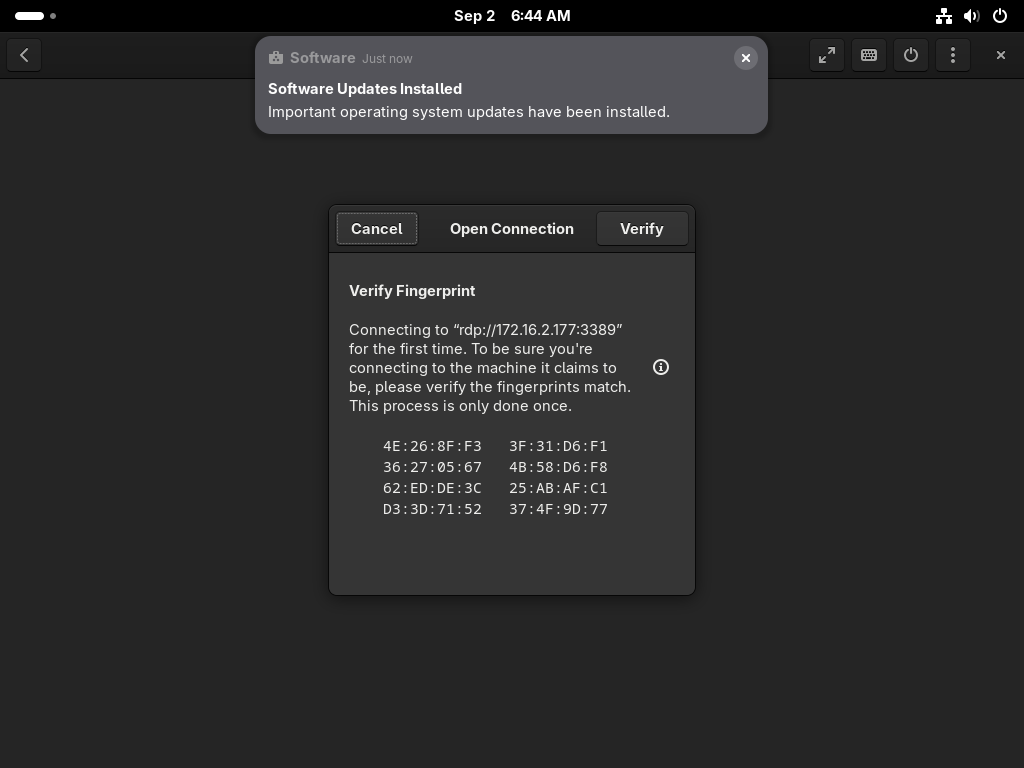 Sep 2 6:44 AM
Software Just now
Software Updates Installed
Important operating system updates have been installed.
Cancel Open Connection Verify
Verify Fingerprint
Connecting to “rdp://172.16.2.177:3389”
for the first time. To be sure you're
connecting to the machine it claims to
be, please verify the fingerprints match.
This process is only done once.
4E:26:8F:F3 3F:31:D6:F1
36:27:05:67 4B:58:D6:F8
62:ED:DE:3C 25:AB:AF:C1
D3:3D:71:52 37:4F:9D:77